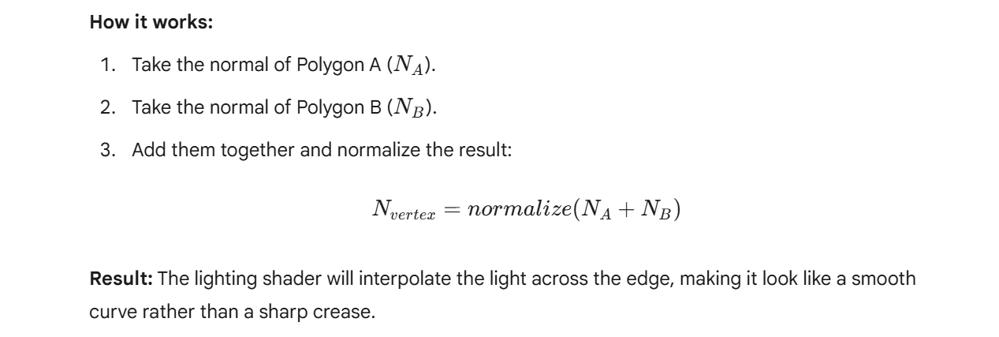 How it works:
1. Take the normal of Polygon A (N_A).
2. Take the normal of Polygon B (N_B).
3. Add them together and normalize the result:
N_vertex = normalize(N_A + N_B)
Result: The lighting shader will interpolate the light across the edge, making it look like a smooth
curve rather than a sharp crease.